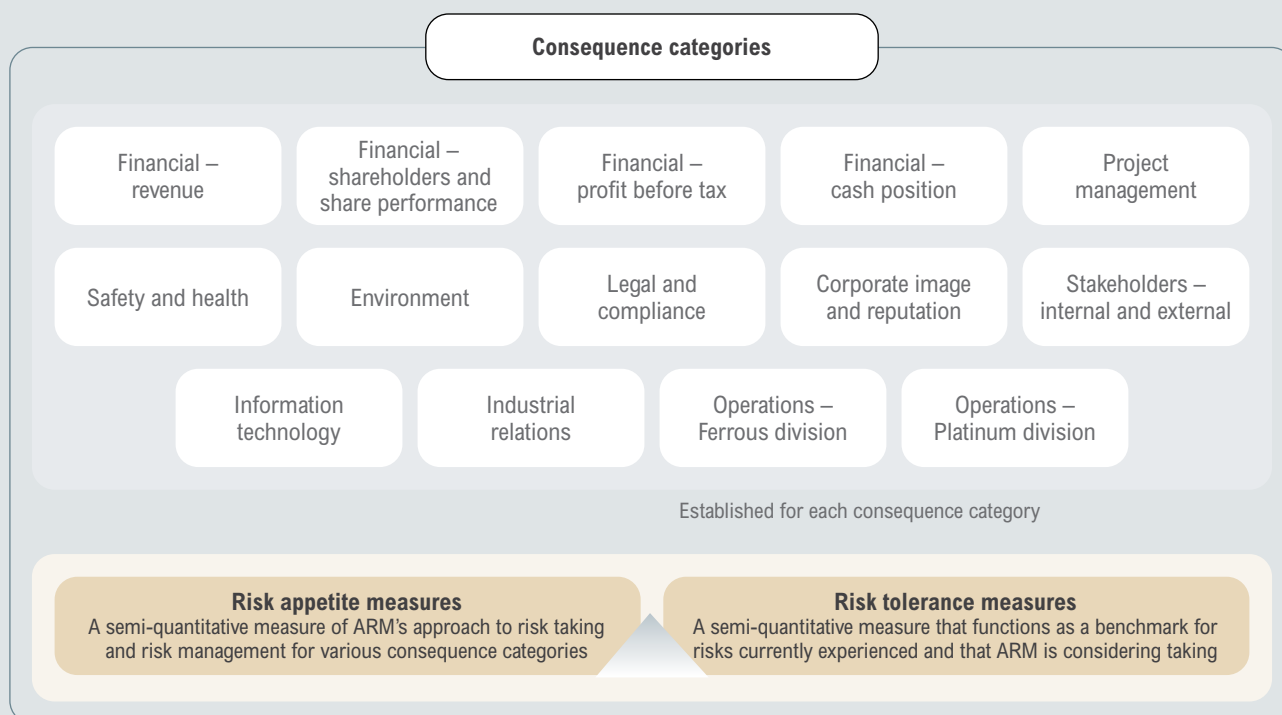 Consequence categories
Financial –
revenue
Financial –
shareholders and
share performance
Financial –
profit before tax
Financial –
cash position
Project
management
Safety and health
Environment
Legal and
compliance
Corporate image
and reputation
Stakeholders –
internal and external
Information
technology
Industrial
relations
Operations –
Ferrous division
Operations –
Platinum division
Established for each consequence category
Risk appetite measures
A semi-quantitative measure of ARM's approach to risk taking
and risk management for various consequence categories
Risk tolerance measures
A semi-quantitative measure that functions as a benchmark for
risks currently experienced and that ARM is considering taking